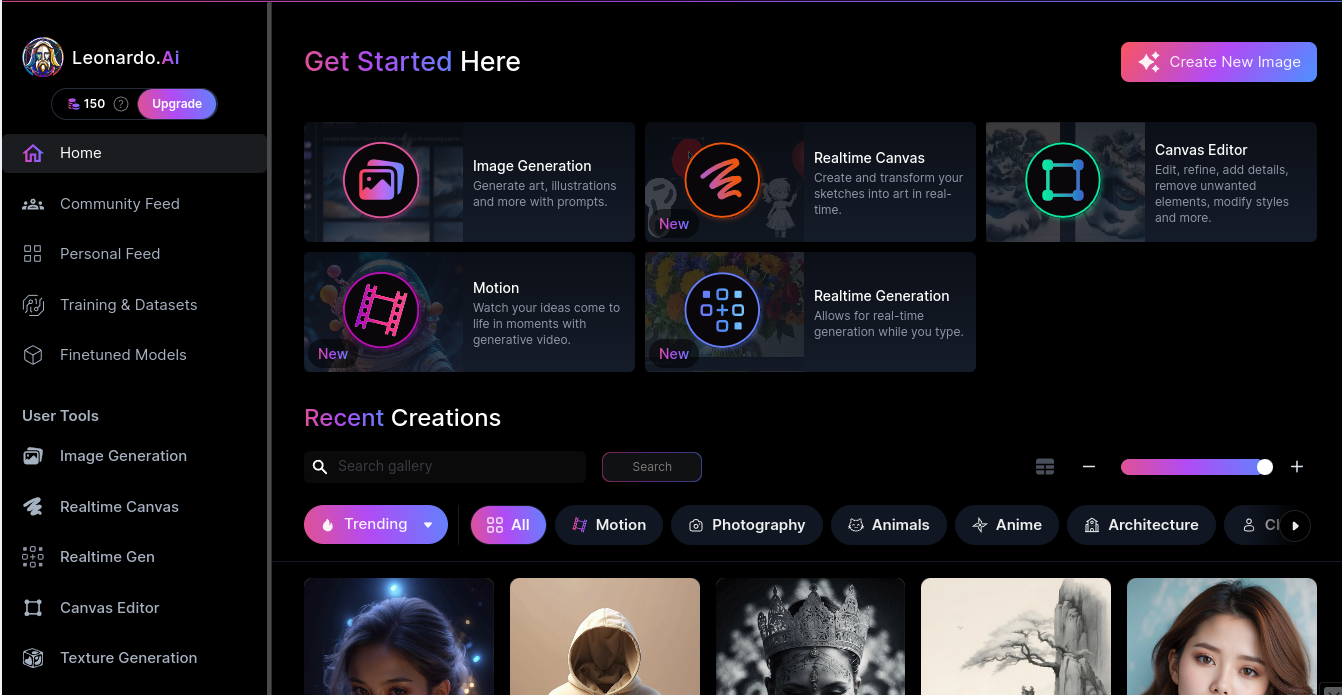 Leonardo.Ai
150 ? Upgrade
Home
Community Feed
Personal Feed
Training & Datasets
Finetuned Models
User Tools
Image Generation
Realtime Canvas
Realtime Gen
Canvas Editor
Texture Generation
Get Started Here
Create New Image
Image Generation
Generate art, illustrations
and more with prompts.
New
Realtime Canvas
Create and transform your
sketches into art in real-
time.
Canvas Editor
Edit, refine, add details,
remove unwanted
elements, modify styles
and more.
New
Motion
Watch your ideas come to
life in moments with
generative video.
New
Realtime Generation
Allows for real-time
generation while you type.
Recent Creations
Search gallery
Search
Trending
All
Motion
Photography
Animals
Anime
Architecture